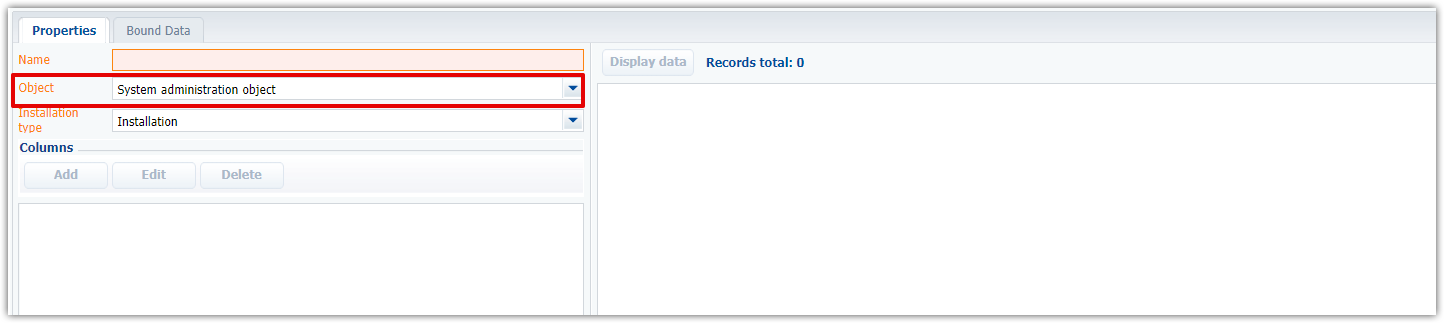 Properties Bound Data
Name
Display data Records total: 0
Object System administration object
Installation
type
Installation
Columns
Add Edit Delete